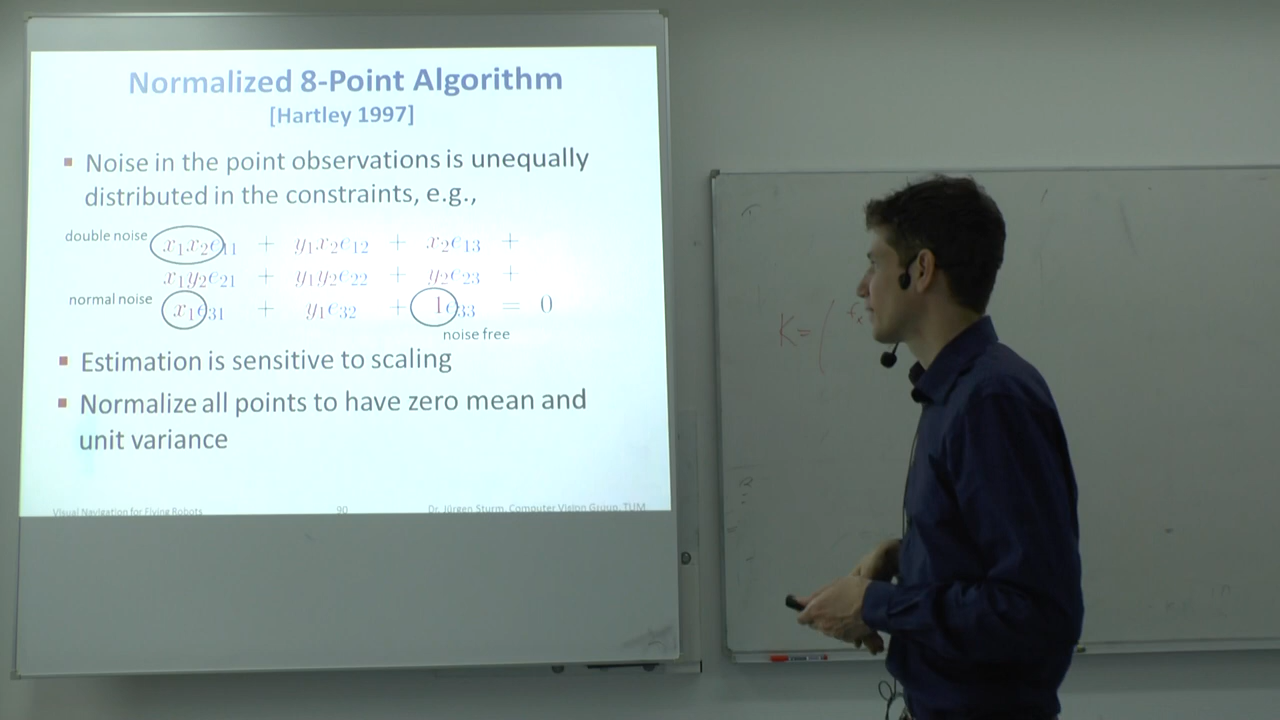 Normalized 8-Point Algorithm
[Hartley 1997]
▪ Noise in the point observations is unequally
distributed in the constraints, e.g.,
double noise x₁x₂e₁₁ + y₁x₂e₁₂ + x₂e₁₃ +
x₁y₂e₂₁ + y₁y₂e₂₂ + y₂e₂₃ +
normal noise x₁e₃₁ + y₁e₃₂ + 1e₃₃ = 0
noise free
▪ Estimation is sensitive to scaling
▪ Normalize all points to have zero mean and
unit variance
Visual Navigation for Flying Robots 90 Dr. Jürgen Sturm, Computer Vision Group, TUM
K = ( fₓ